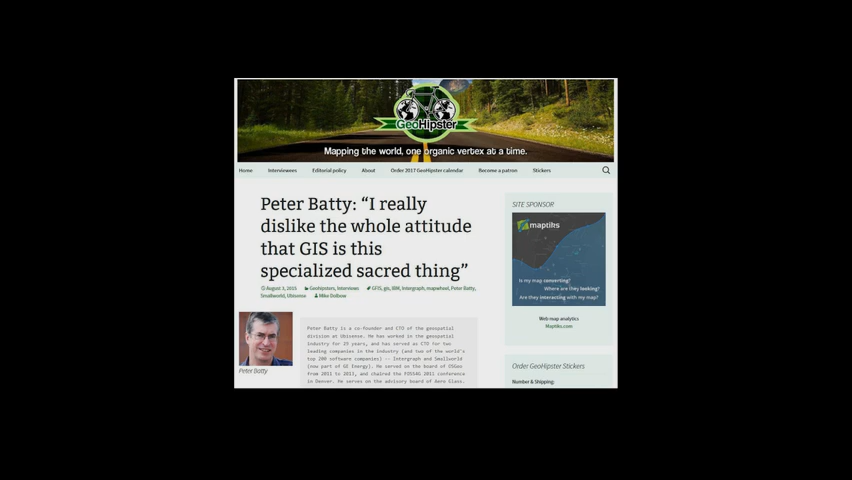 GeoHipster
Mapping the world, one organic vertex at a time.
Home Interviewees Editorial policy About Order 2017 GeoHipster calendar Become a patron Stickers
Peter Batty: “I really
dislike the whole attitude
that GIS is this
specialized sacred thing”
August 3, 2015 GeoHipsters, Interviews GFIS, gis, IBM, Intergraph, mapwheel, Peter Batty,
Smallworld, Ubisense Mike Dolbow
Peter Batty
Peter Batty is a co-founder and CTO of the geospatial
division at Ubisense. He has worked in the geospatial
industry for 29 years, and has served as CTO for two
leading companies in the industry (and two of the world's
top 200 software companies) -- Intergraph and Smallworld
(now part of GE Energy). He served on the board of OSGeo
from 2011 to 2013, and chaired the FOSS4G 2011 conference
in Denver. He serves on the advisory board of Aero Glass.
SITE SPONSOR
maptiks
Is my map converting?
Where are they looking?
Are they interacting with my map?
Web map analytics
Maptiks.com
Order GeoHipster Stickers
Number & Shipping: